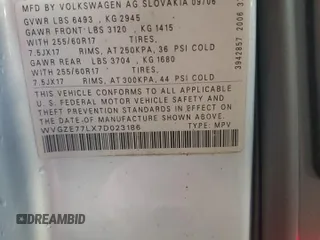 MFD BY VOLKSWAGEN AG SLOVAKIA 09/06
GVWR LBS 6493 , KG 2945
GAWR FRONT LBS 3120 , KG 1415
WITH 255/60R17 TIRES,
7.5JX17 RIMS, AT 250KPA, 36 PSI COLD
GAWR REAR LBS 3704 , KG 1680
WITH 255/60R17 TIRES,
7.5JX17 RIMS, AT 300KPA, 44 PSI COLD
THIS VEHICLE CONFORMS TO ALL APPLICABLE
U.S. FEDERAL MOTOR VEHICLE SAFETY AND
THEFT PREVENTION STANDARDS IN EFFECT ON THE
DATE OF MANUFACTURE SHOWN ABOVE.
WVGZE77LX7D023186 TYPE: MPV
3942857 2006
DREAMBID